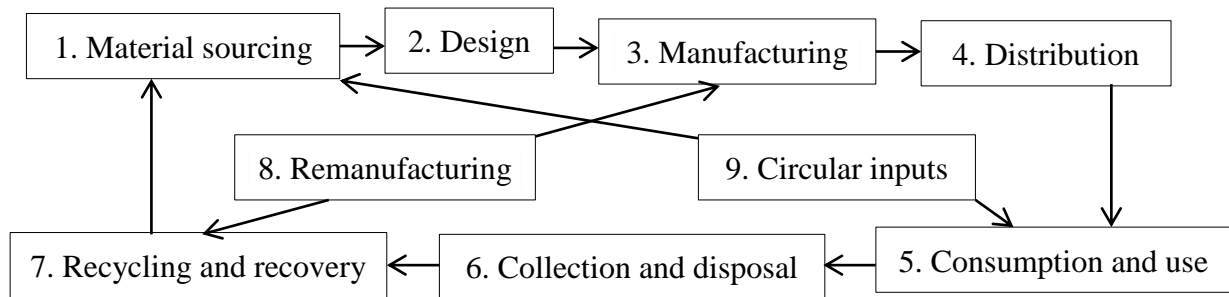 1. Material sourcing
2. Design
3. Manufacturing
4. Distribution
8. Remanufacturing
9. Circular inputs
7. Recycling and recovery
6. Collection and disposal
5. Consumption and use